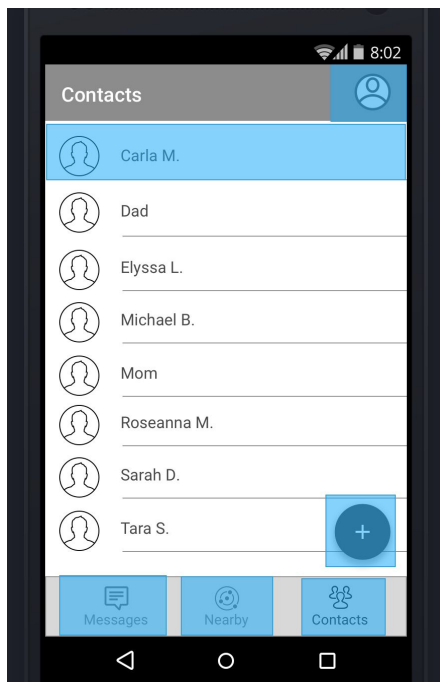 8:02
Contacts
Carla M.
Dad
Elyssa L.
Michael B.
Mom
Roseanna M.
Sarah D.
Tara S.
+
Messages Nearby Contacts